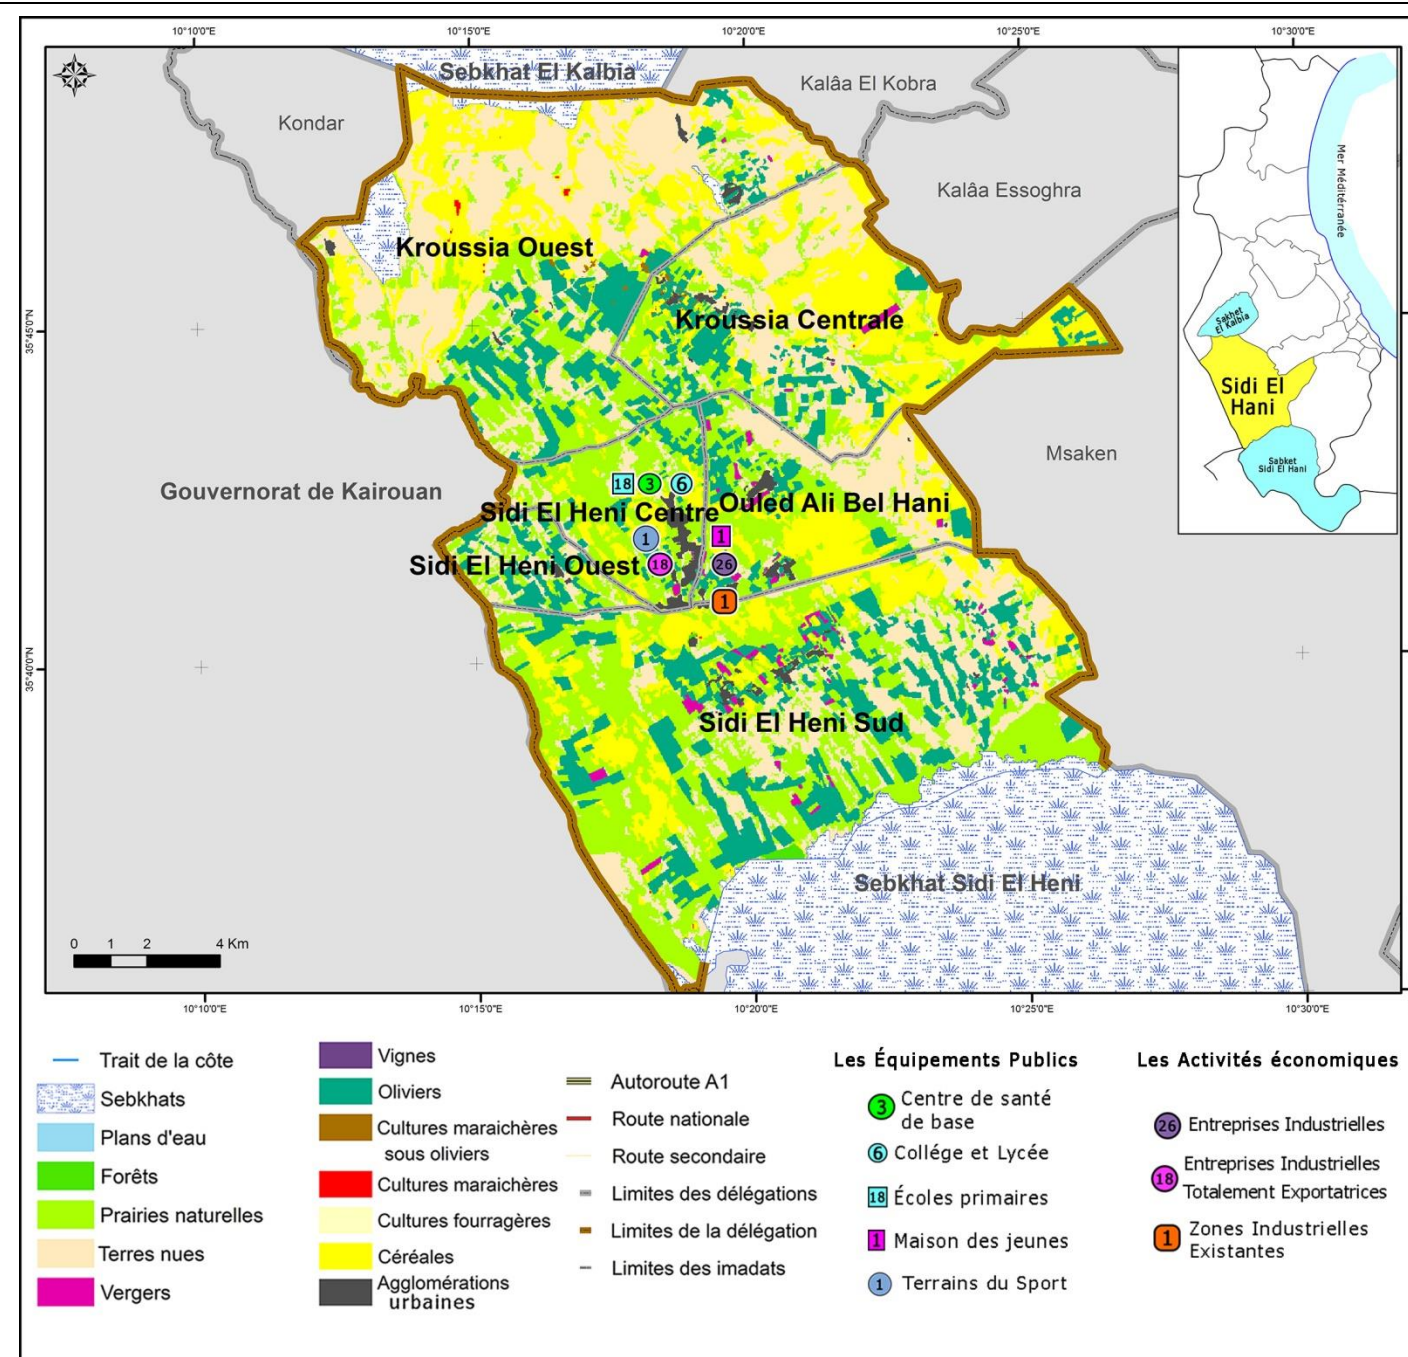 10°10'0"E
10°15'0"E
10°20'0"E
10°25'0"E
10°30'0"E
Sebkhat El Kalbia
Kalâa El Kobra
Kondar
Kalâa Essoghra
Mer Méditérranée
Kroussia Ouest
Kroussia Centrale
35°45'0"N
Sakhet
El Kalbia
Sidi El
Hani
Sabket
Sidi El Hani
Msaken
Gouvernorat de Kairouan
18 3 6
Ouled Ali Bel Hani
Sidi El Heni Centre
1 1
Sidi El Heni Ouest
18 26
1
35°40'0"N
Sidi El Heni Sud
Sebkhat Sidi El Heni
0 1 2 4 Km
10°10'0"E
10°15'0"E
10°20'0"E
10°25'0"E
10°30'0"E
Trait de la côte
Sebkhats
Plans d'eau
Forêts
Prairies naturelles
Terres nues
Vergers
Vignes
Oliviers
Cultures maraichères
sous oliviers
Cultures maraichères
Cultures fourragères
Céréales
Agglomérations
urbaines
Autoroute A1
Route nationale
Route secondaire
Limites des délégations
Limites de la délégation
Limites des imadats
Les Équipements Publics
3 Centre de santé
de base
6 Collége et Lycée
18 Écoles primaires
1 Maison des jeunes
1 Terrains du Sport
Les Activités économiques
26 Entreprises Industrielles
18 Entreprises Industrielles
Totalement Exportatrices
1 Zones Industrielles
Existantes